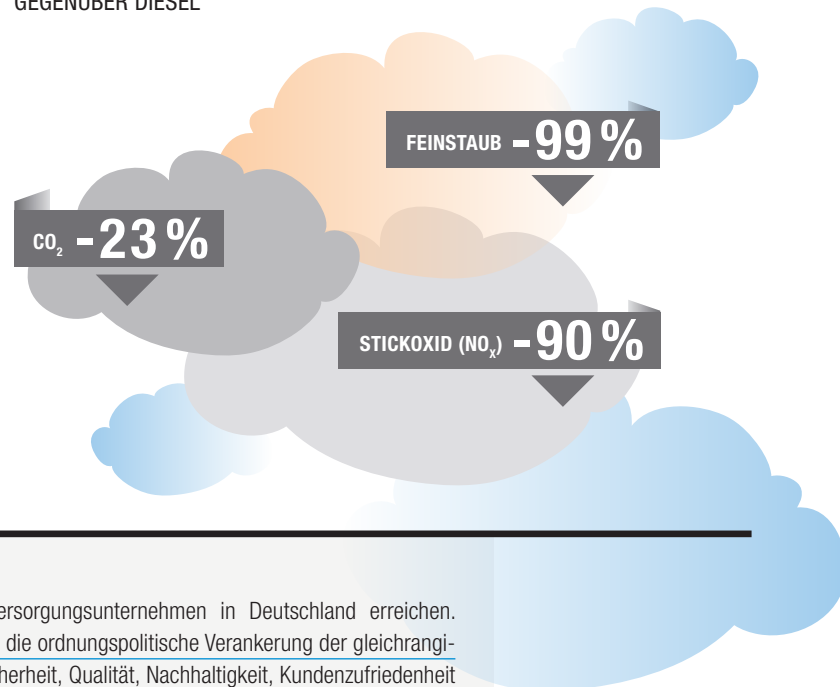 GEGENÜBER DIESEL
FEINSTAUB -99 %
CO₂ -23 %
STICKOXID (NOₓ) -90 %
ersorgungsunternehmen in Deutschland erreichen.
die ordnungspolitische Verankerung der gleichrangi-
herheit, Qualität, Nachhaltigkeit, Kundenzufriedenheit